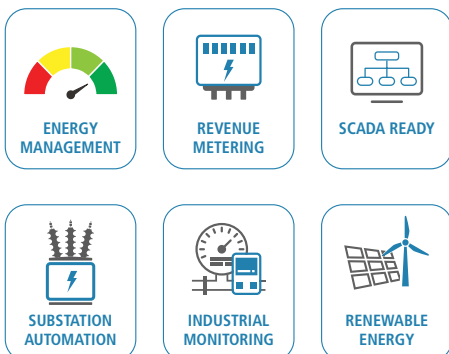 ENERGY
MANAGEMENT
REVENUE
METERING
SCADA READY
SUBSTATION
AUTOMATION
INDUSTRIAL
MONITORING
RENEWABLE
ENERGY